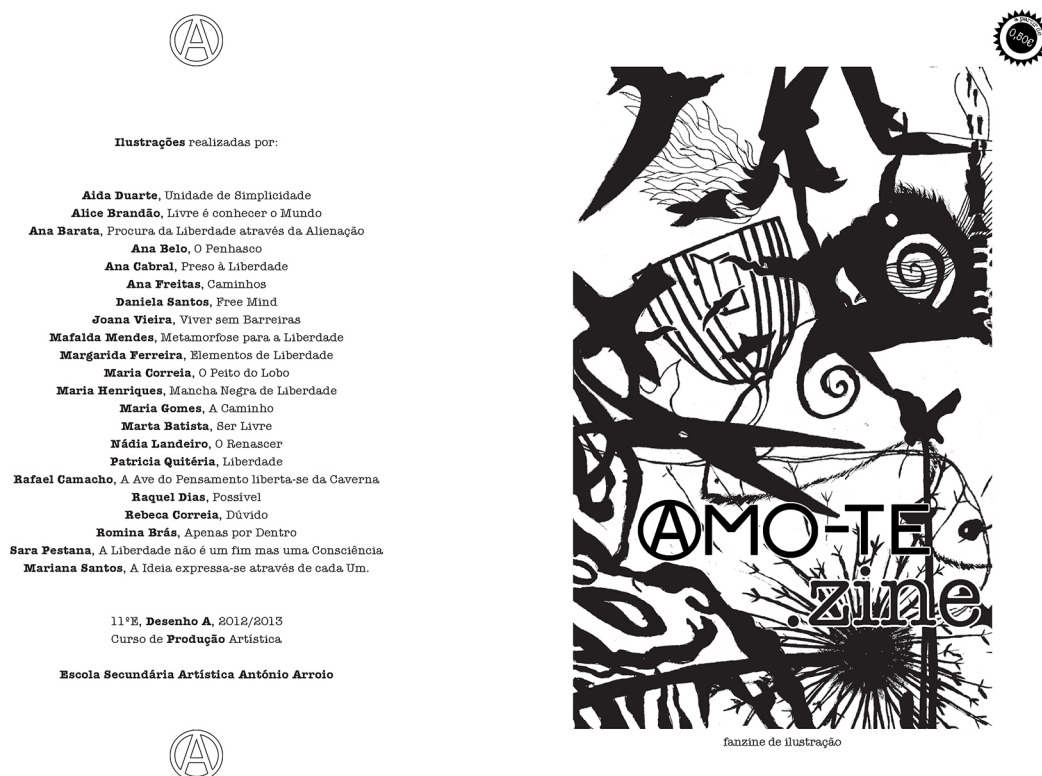 Ilustrações realizadas por:
Aida Duarte, Unidade de Simplicidade
Alice Brandão, Livre é conhecer o Mundo
Ana Barata, Procura da Liberdade através da Alienação
Ana Belo, O Penhasco
Ana Cabral, Preso à Liberdade
Ana Freitas, Caminhos
Daniela Santos, Free Mind
Joana Vieira, Viver sem Barreiras
Mafalda Mendes, Metamorfose para a Liberdade
Margarida Ferreira, Elementos de Liberdade
Maria Correia, O Peito do Lobo
Maria Henriques, Mancha Negra de Liberdade
Maria Gomes, A Caminho
Marta Batista, Ser Livre
Nádia Landeiro, O Renascer
Patricia Quitéria, Liberdade
Rafael Camacho, A Ave do Pensamento liberta-se da Caverna
Raquel Dias, Possivel
Rebeca Correia, Dúvido
Romina Brás, Apenas por Dentro
Sara Pestana, A Liberdade não é um fim mas uma Consciência
Mariana Santos, A Ideia expressa-se através de cada Um.
11ºE, Desenho A, 2012/2013
Curso de Produção Artística
Escola Secundária Artística António Arroio
a partir de
0,50€
AMO-TE
.zine
fanzine de ilustração